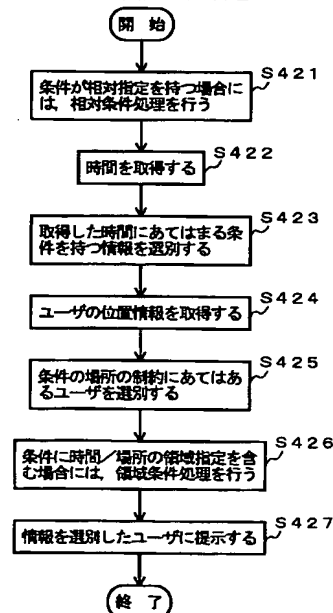 開 始
S421
条件が相対指定を持つ場合に
は，相対条件処理を行う
S422
時間を取得する
S423
取得した時間にあてはまる条
件を持つ情報を選別する
S424
ユーザの位置情報を取得する
S425
条件の場所の制約にあてはあ
るユーザを選別する
S426
条件に時間／場所の領域指定を含
む場合には，領域条件処理を行う
S427
情報を選別したユーザに提示する
終 了